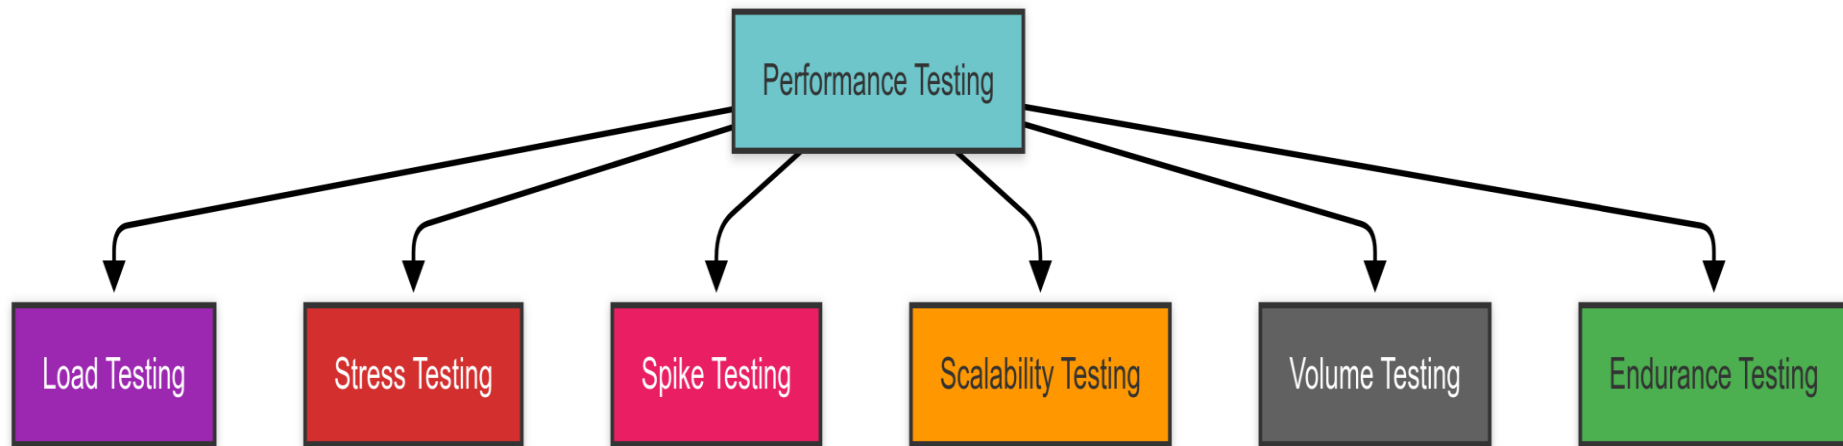 Performance Testing
Load Testing
Stress Testing
Spike Testing
Scalability Testing
Volume Testing
Endurance Testing